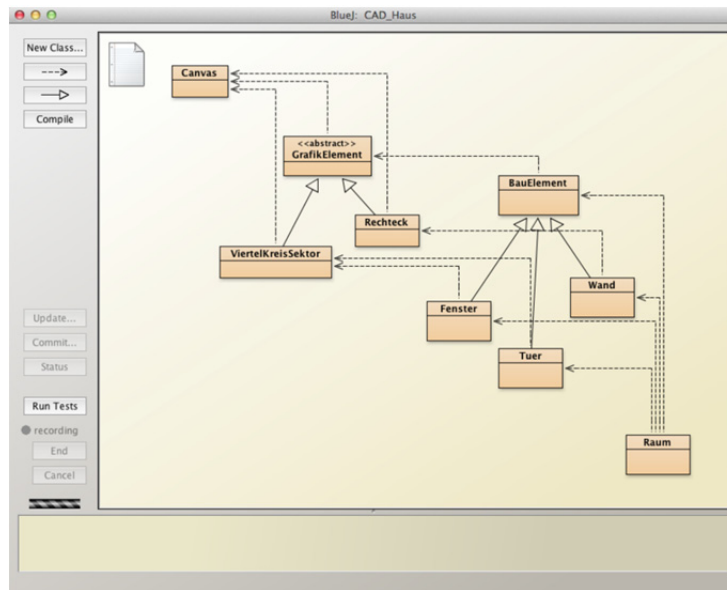 BlueJ: CAD_Haus
New Class...
Compile
Update...
Commit...
Status
Run Tests
recording
End
Cancel
Canvas
<<abstract>>
GrafikElement
BauElement
Rechteck
ViertelKreisSektor
Wand
Fenster
Tuer
Raum